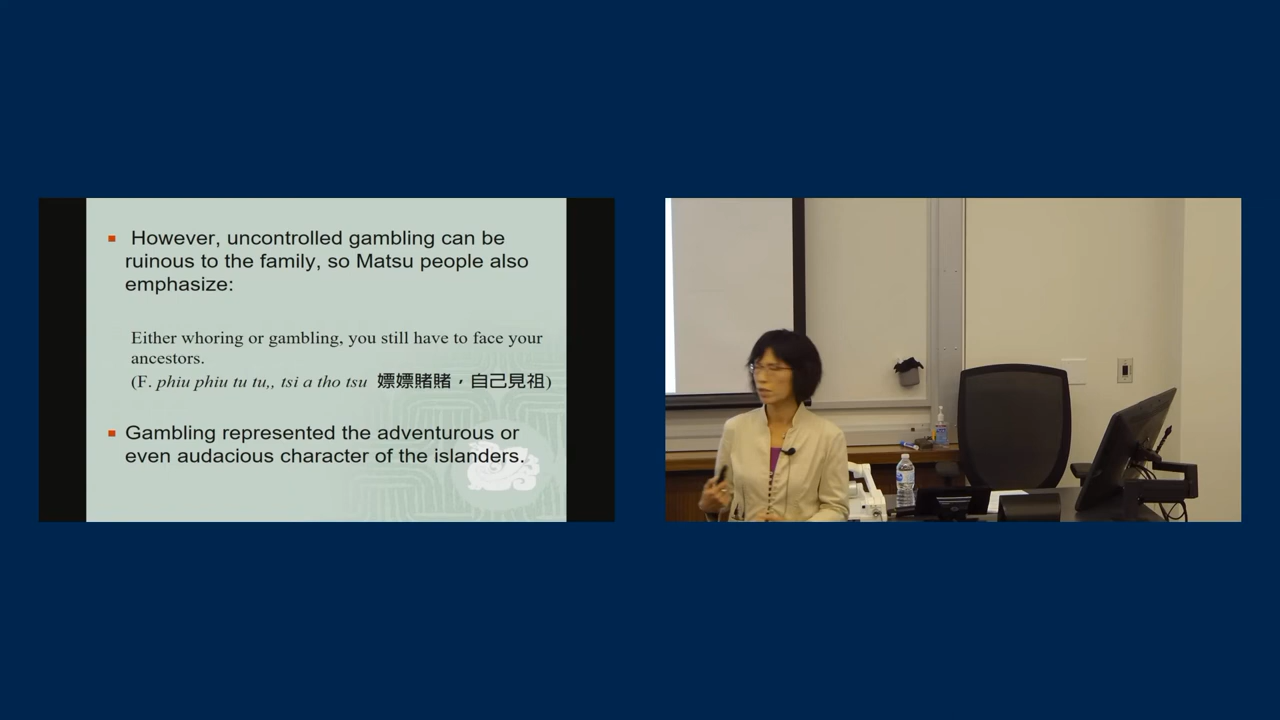 However, uncontrolled gambling can be
ruinous to the family, so Matsu people also
emphasize:
Either whoring or gambling, you still have to face your
ancestors.
(F. phiu phiu tu tu,, tsi a tho tsu 嫖嫖賭賭，自己見祖)
Gambling represented the adventurous or
even audacious character of the islanders.